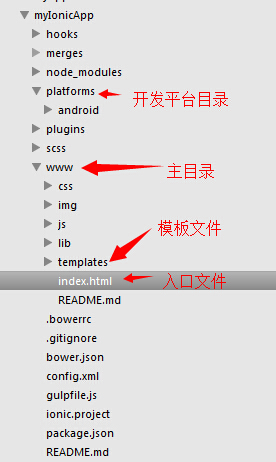 myIonicApp
hooks
merges
node_modules
platforms 开发平台目录
android
plugins
scss
www 主目录
css
img
js
lib
模板文件
templates
index.html 入口文件
README.md
.bowerrc
.gitignore
bower.json
config.xml
gulpfile.js
ionic.project
package.json
README.md